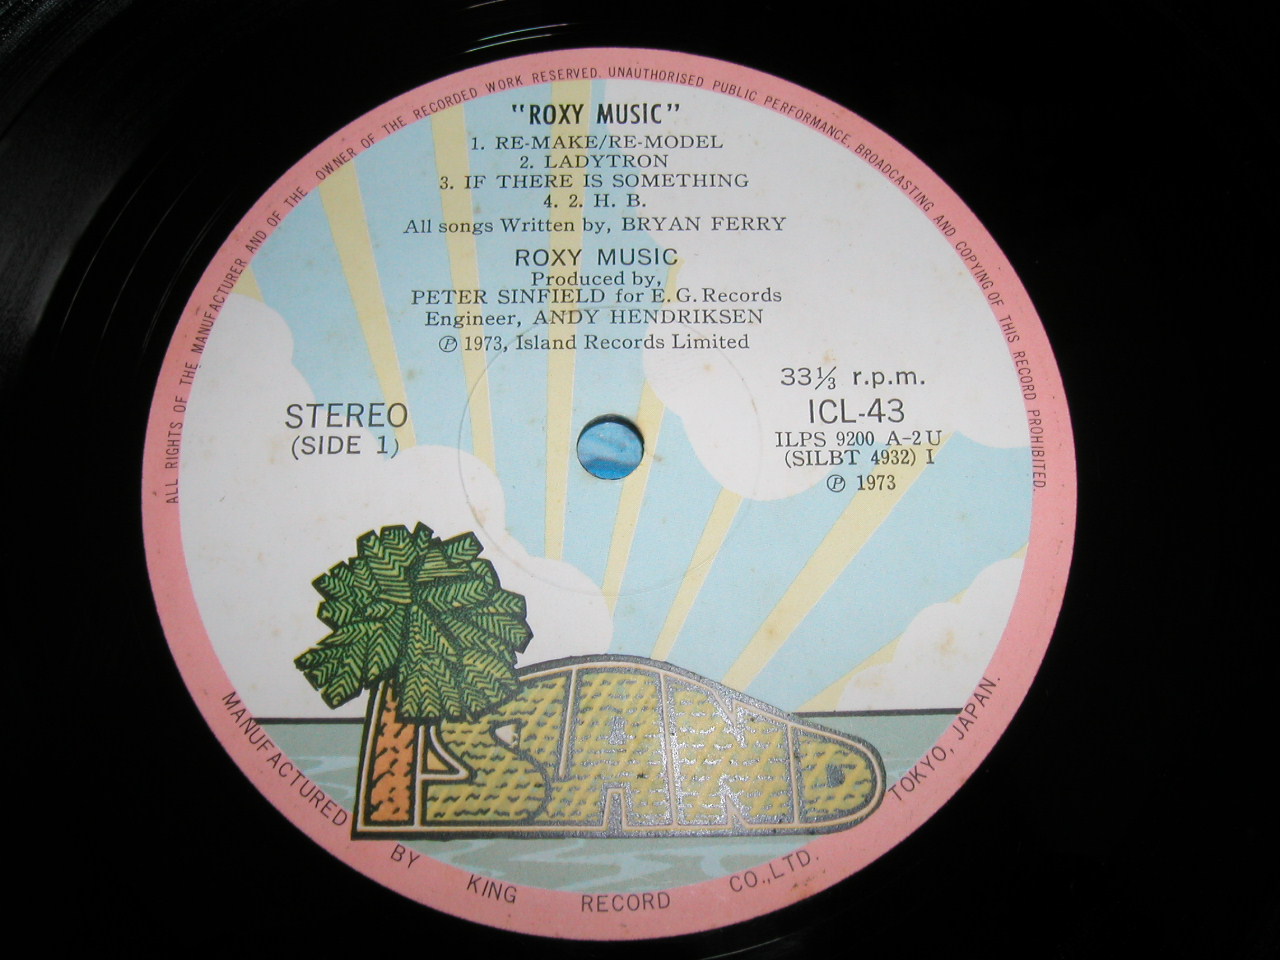 ALL RIGHTS OF THE MANUFACTURER AND OF THE OWNER OF THE RECORDED WORK RESERVED. UNAUTHORISED PUBLIC PERFORMANCE, BROADCASTING AND COPYING OF THIS RECORD PROHIBITED.
"ROXY MUSIC"
1. RE-MAKE/RE-MODEL
2. LADYTRON
3. IF THERE IS SOMETHING
4. 2. H. B.
All songs Written by, BRYAN FERRY
ROXY MUSIC
Produced by,
PETER SINFIELD for E.G. Records
Engineer, ANDY HENDRIKSEN
℗ 1973, Island Records Limited
STEREO
(SIDE 1)
33⅓ r.p.m.
ICL-43
ILPS 9200 A-2U
(SILBT 4932) I
℗ 1973
ISLAND
MANUFACTURED BY KING RECORD CO., LTD. TOKYO, JAPAN.